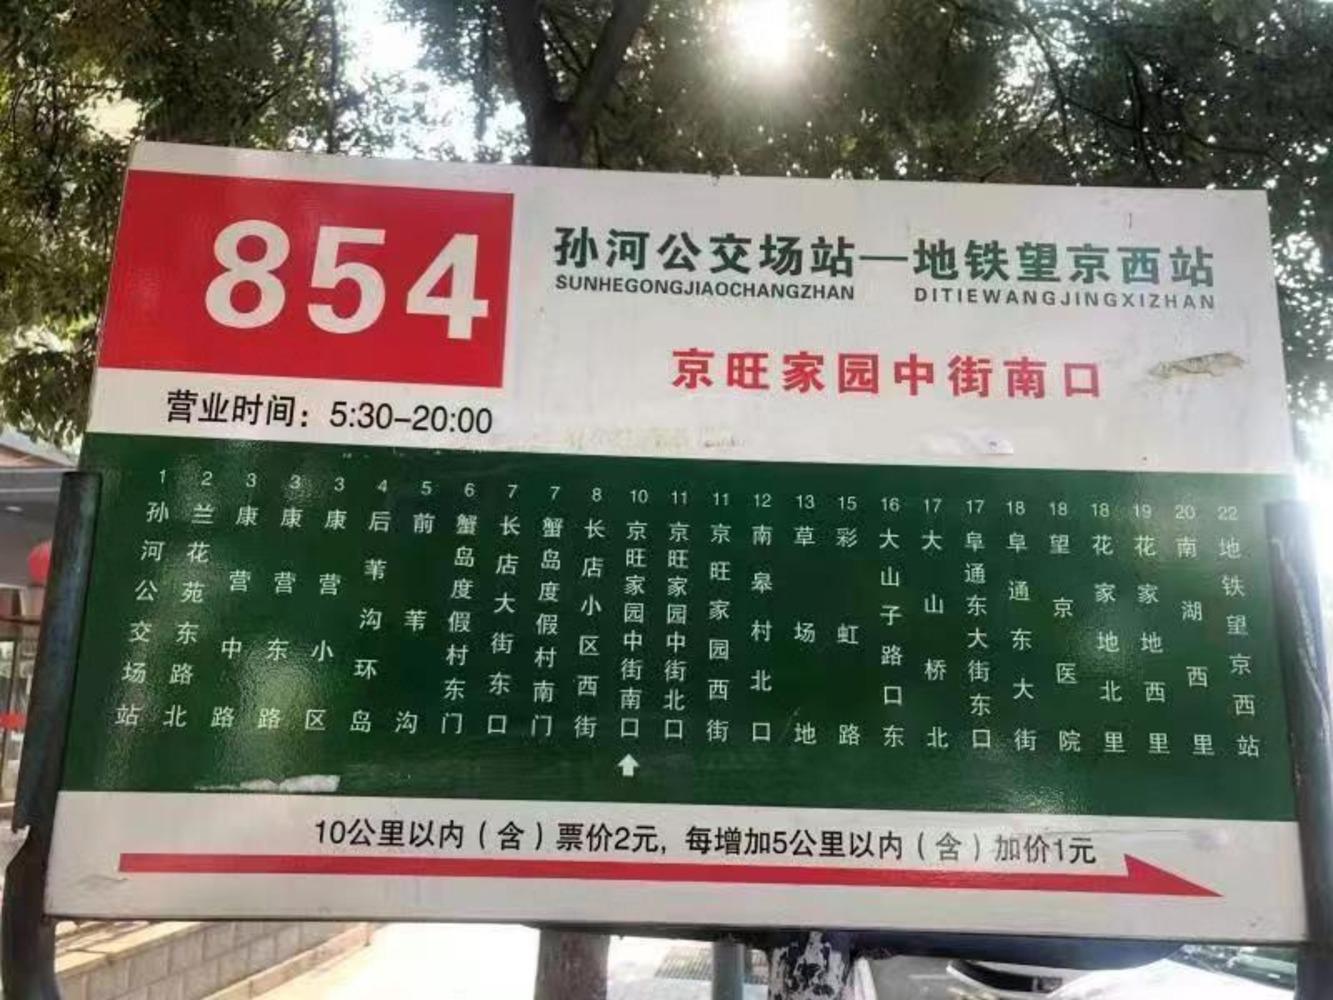 854
孙河公交场站—地铁望京西站
SUNHEGONGJIAOCHANGZHAN DITIEWANGJINGXIZHAN
京旺家园中街南口
营业时间：5:30–20:00
1 孙河公交场站
2 兰花苑东路北
3 康营中路
3 康营东路
3 康营小区
4 后苇沟环岛
5 前苇沟
6 蟹岛度假村东门
7 长店大街东口
7 蟹岛度假村南门
8 长店小区西街
10 京旺家园中街南口
11 京旺家园中街北口
11 京旺家园西街
12 南皋村北口
13 草场地
15 彩虹路
16 大山子路口东
17 大山桥北
17 阜通东大街东口
18 阜通东大街
18 望京医院
18 花家地北里
19 花家地西里
20 南湖西里
22 地铁望京西站
10公里以内（含）票价2元，每增加5公里以内（含）加价1元